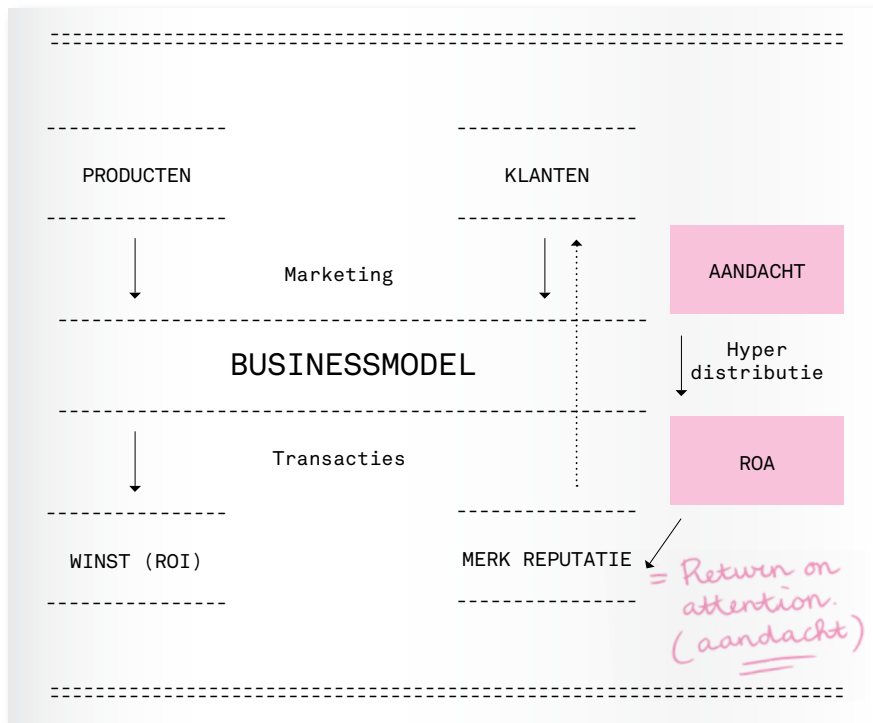 PRODUCTEN
KLANTEN
AANDACHT
Marketing
Hyper
distributie
BUSINESSMODEL
Transacties
ROA
WINST (ROI)
MERK REPUTATIE
= Return on
attention.
(aandacht)